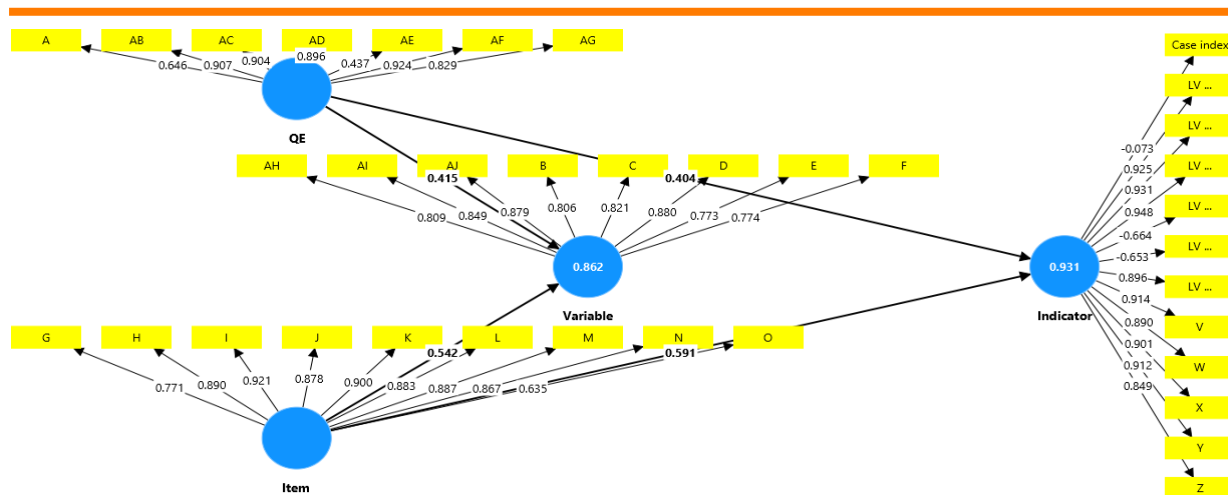 A AB AC AD AE AF AG
0.646 0.907 0.904 0.896 0.437 0.924 0.829
QE
Case index
LV ...
LV ...
LV ...
LV ...
LV ...
LV ...
V
W
X
Y
Z
-0.073
0.925
0.931
0.948
-0.664
-0.653
0.896
0.914
0.890
0.901
0.912
0.849
0.931
Indicator
AH AI AJ B C D E F
0.415 0.404
0.809 0.849 0.879 0.806 0.821 0.880 0.773 0.774
0.862
Variable
G H I J K L M N O
0.542 0.591
0.771 0.890 0.921 0.878 0.900 0.883 0.887 0.867 0.635
Item